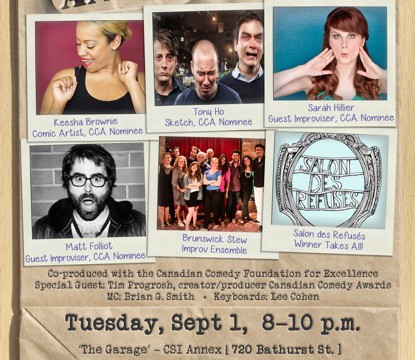 Keesha Brownie
Comic Artist, CCA Nominee
Tony Ho
Sketch, CCA Nominee
Sarah Hillier
Guest Improviser, CCA Nominee
SALON
DES
REFUSÉS
Matt Folliot
Guest Improviser, CCA Nominee
Brunswick Stew
Improv Ensemble
Salon des Refusés
Winner Takes All!
Co-produced with the Canadian Comedy Foundation for Excellence
Special Guest: Tim Progrosh, creator/producer Canadian Comedy Awards
MC: Brian G. Smith • Keyboards: Lee Cohen
Tuesday, Sept 1, 8-10 p.m.
'The Garage' - CSI Annex | 720 Bathurst St. |